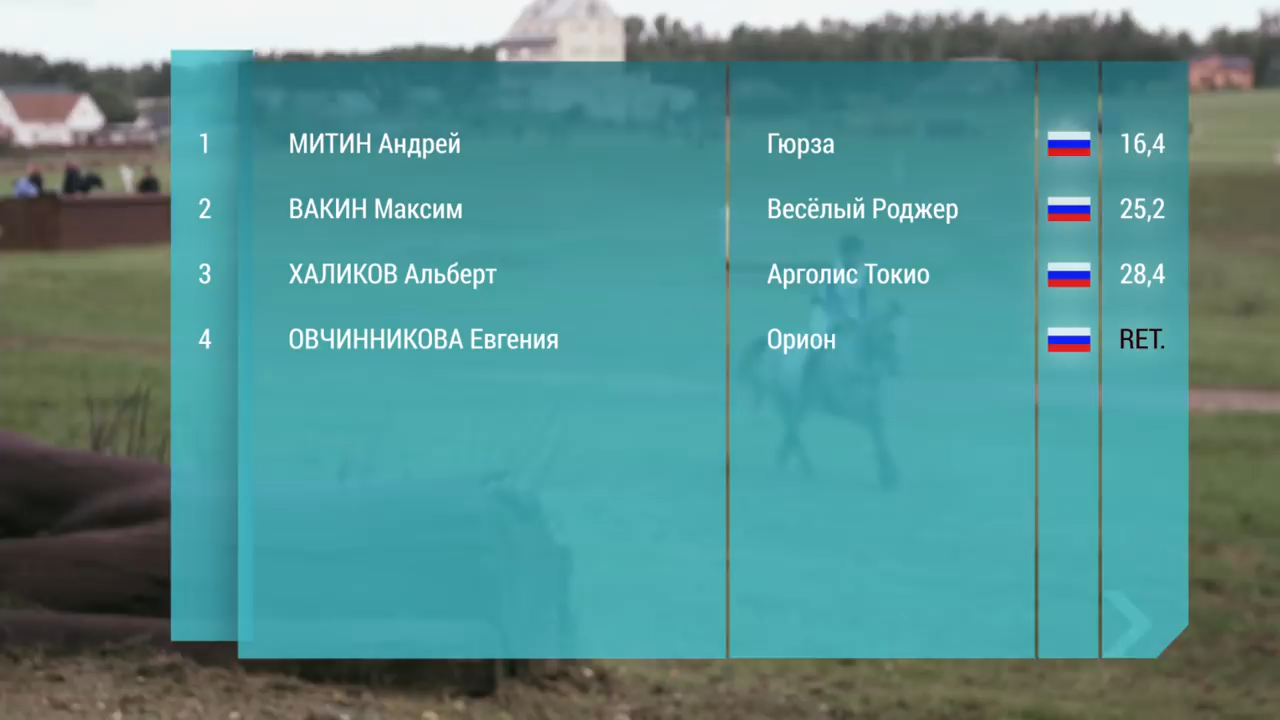 1 МИТИН Андрей Гюрза 16,4
2 ВАКИН Максим Весёлый Роджер 25,2
3 ХАЛИКОВ Альберт Арголис Токио 28,4
4 ОВЧИННИКОВА Евгения Орион RET.